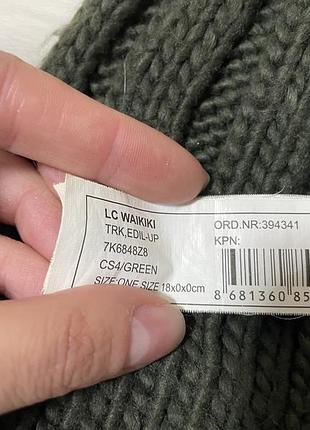 LC WAIKIKI
TRK,EDIL-UP
7K6848Z8
CS4/GREEN
SIZE:ONE SIZE 18x0x0cm
ORD.NR:394341
KPN:
8 681360 85